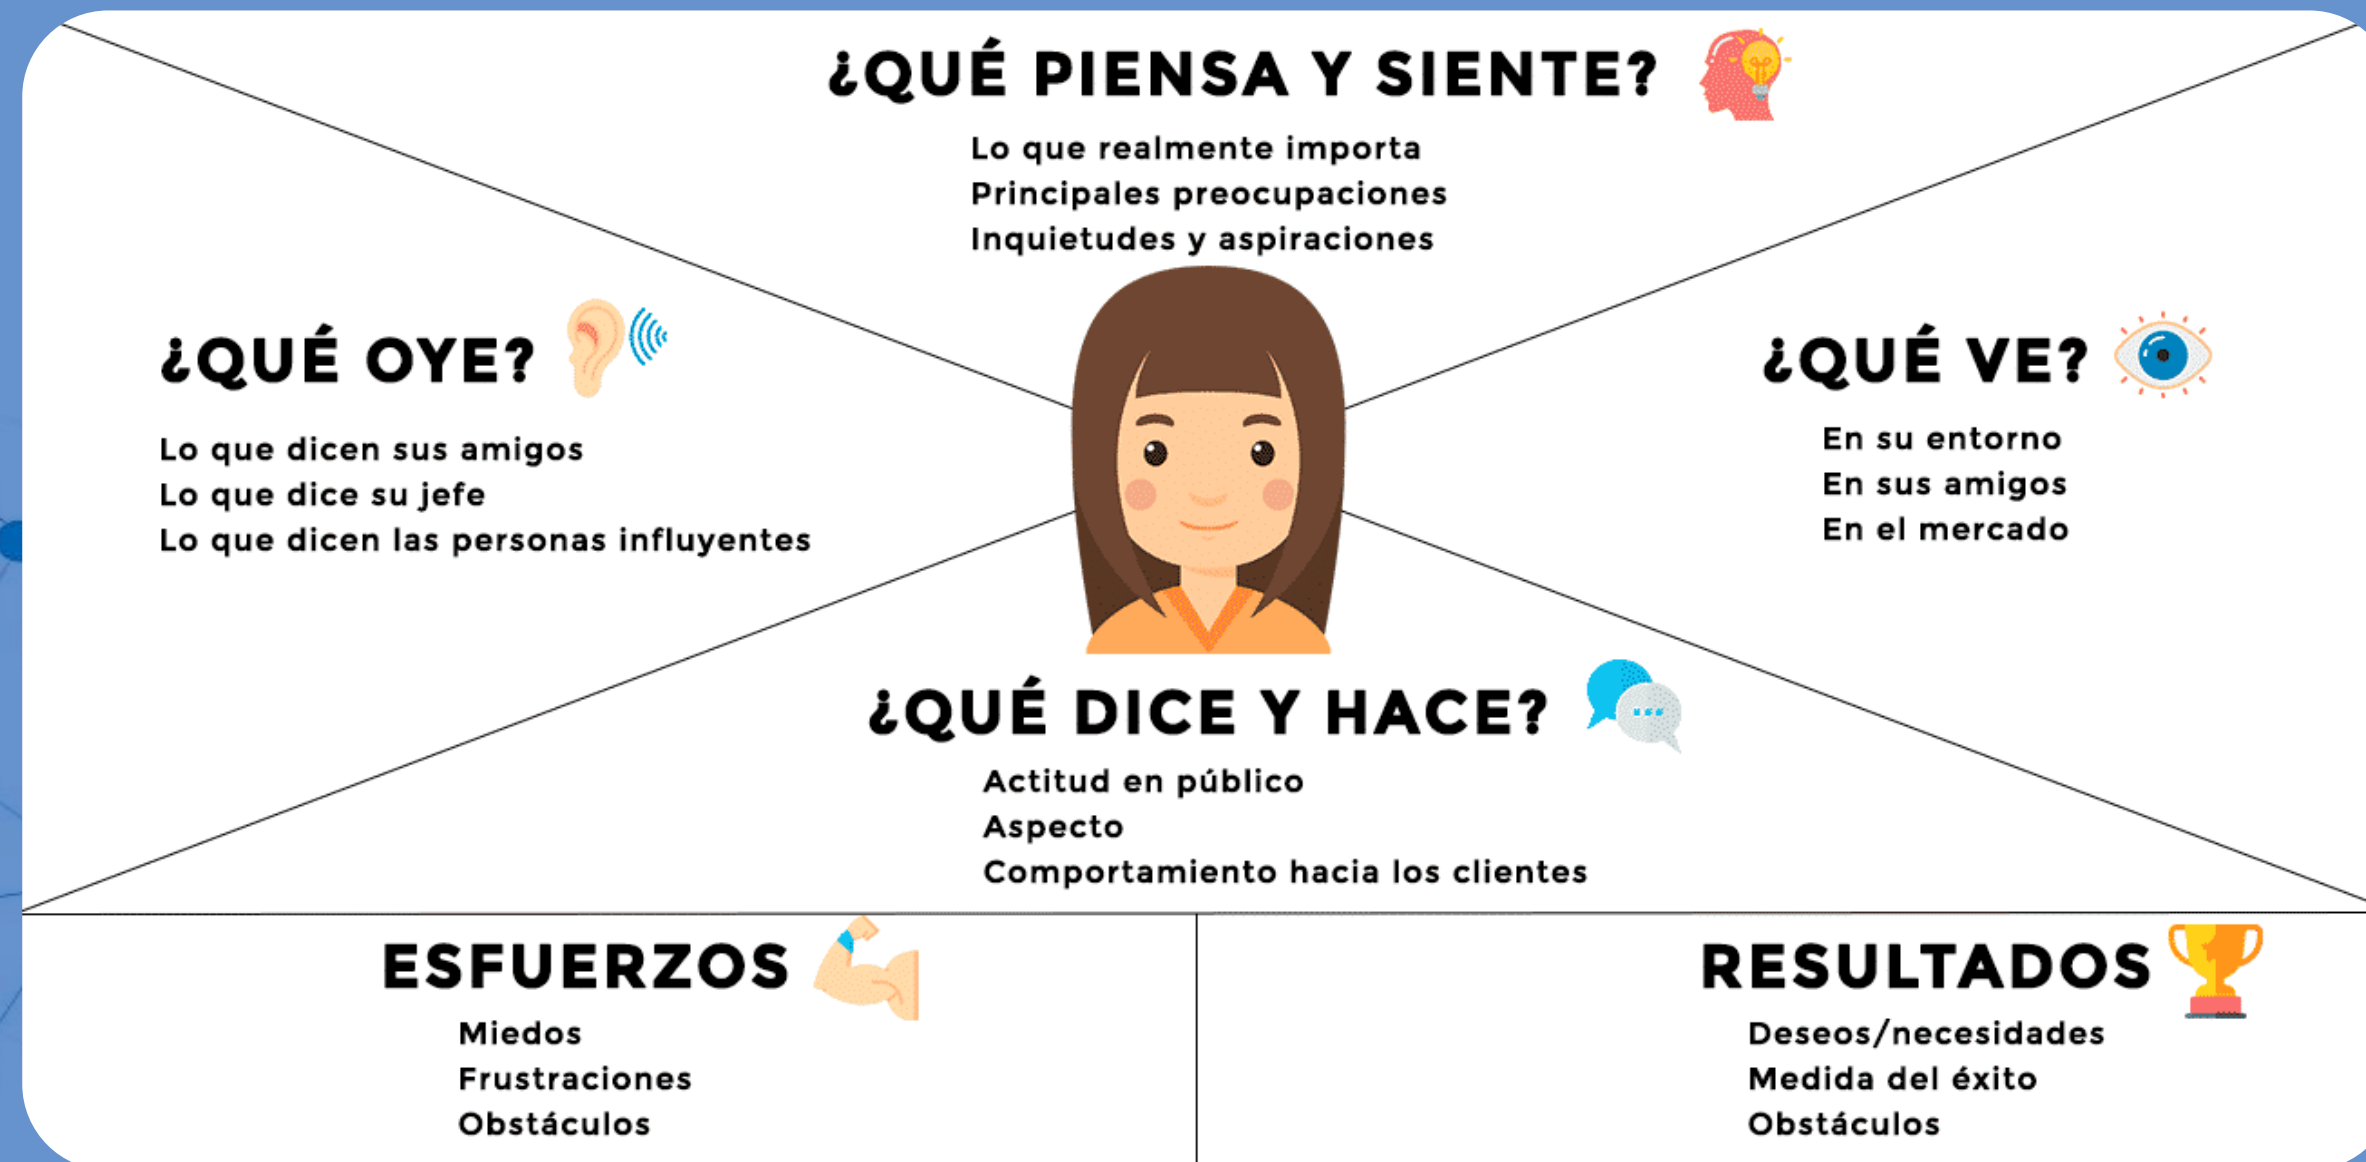 ¿QUÉ PIENSA Y SIENTE?
Lo que realmente importa
Principales preocupaciones
Inquietudes y aspiraciones
¿QUÉ OYE?
Lo que dicen sus amigos
Lo que dice su jefe
Lo que dicen las personas influyentes
¿QUÉ VE?
En su entorno
En sus amigos
En el mercado
¿QUÉ DICE Y HACE?
Actitud en público
Aspecto
Comportamiento hacia los clientes
ESFUERZOS
Miedos
Frustraciones
Obstáculos
RESULTADOS
Deseos/necesidades
Medida del éxito
Obstáculos